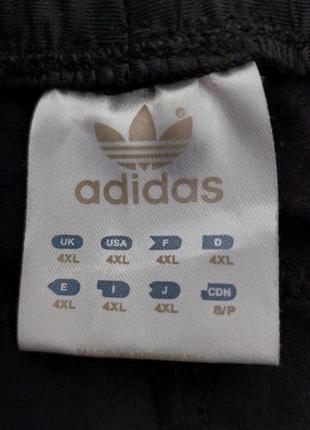 adidas
UK USA F D
4XL 4XL 4XL 4XL
E I J CDN
4XL 4XL 4XL S/P